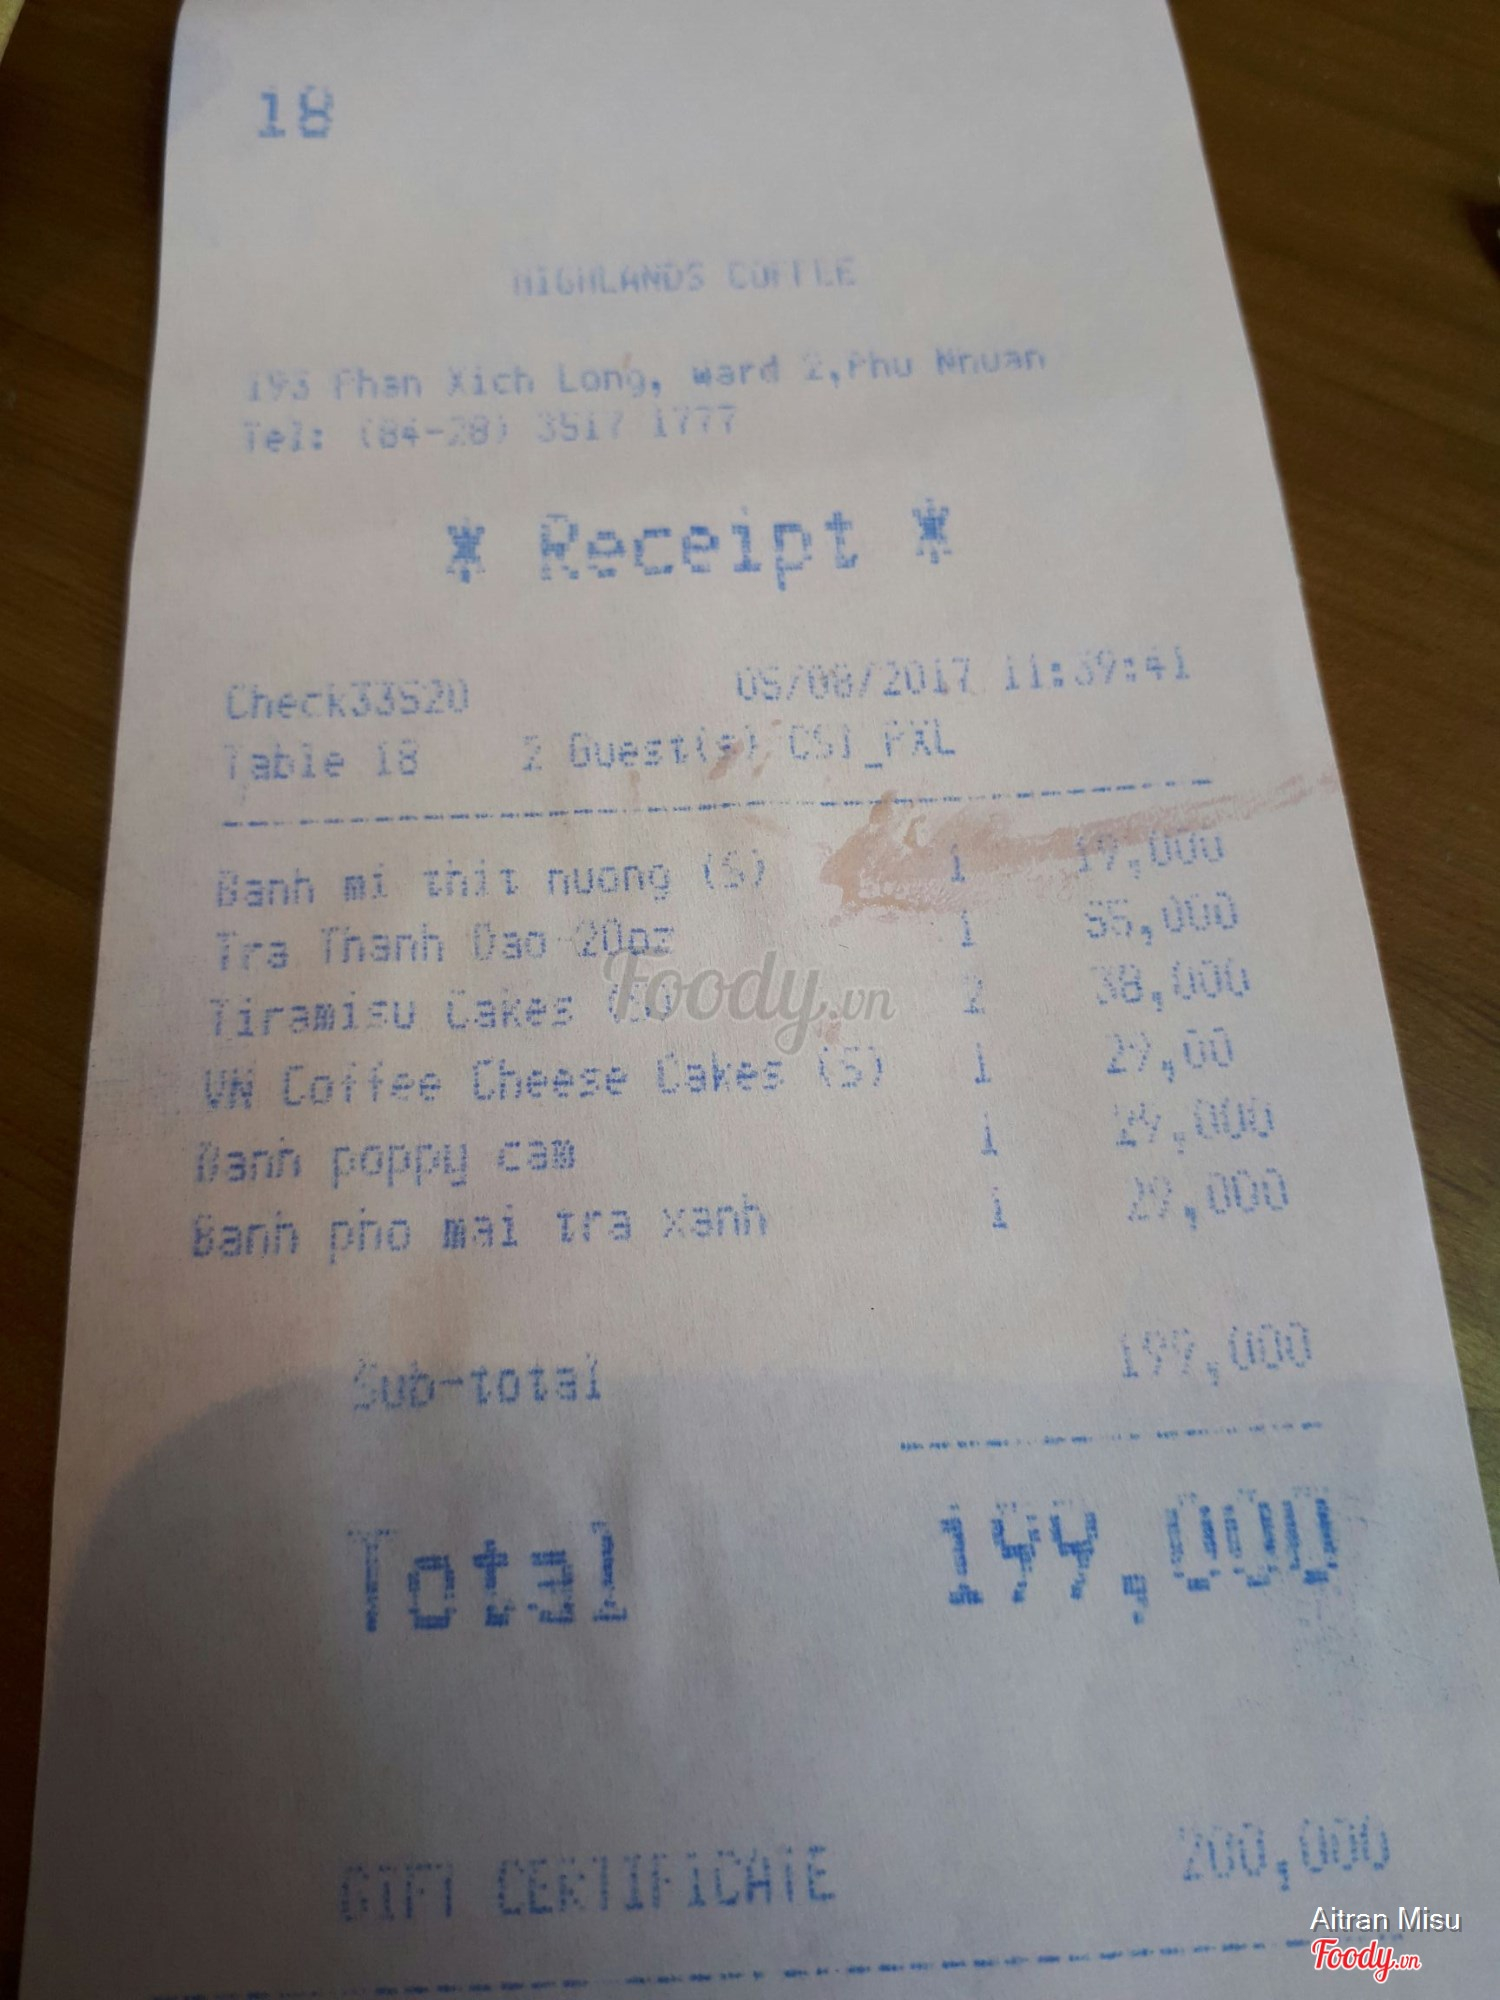 18
HIGHLANDS COFFEE
193 Phan Xich Long, Ward 2,Phu Nhuan
Tel: (84-28) 3517 1777
* Receipt *
Check33520 05/08/2017 11:39:41
Table 18 2 Guest(s) CSI_PXL
Banh mi thit nuong (S) 1 19,000
Tra Thanh Dao 20oz 1 55,000
Tiramisu Cakes (S) 2 38,000
VN Coffee Cheese Cakes (S) 1 29,00
Banh poppy cam 1 29,000
Banh pho mai tra xanh 1 29,000
Sub-total 199,000
Total 199,000
GIFT CERTIFICATE 200,000
Foody.vn
Aitran Misu
Foody.vn